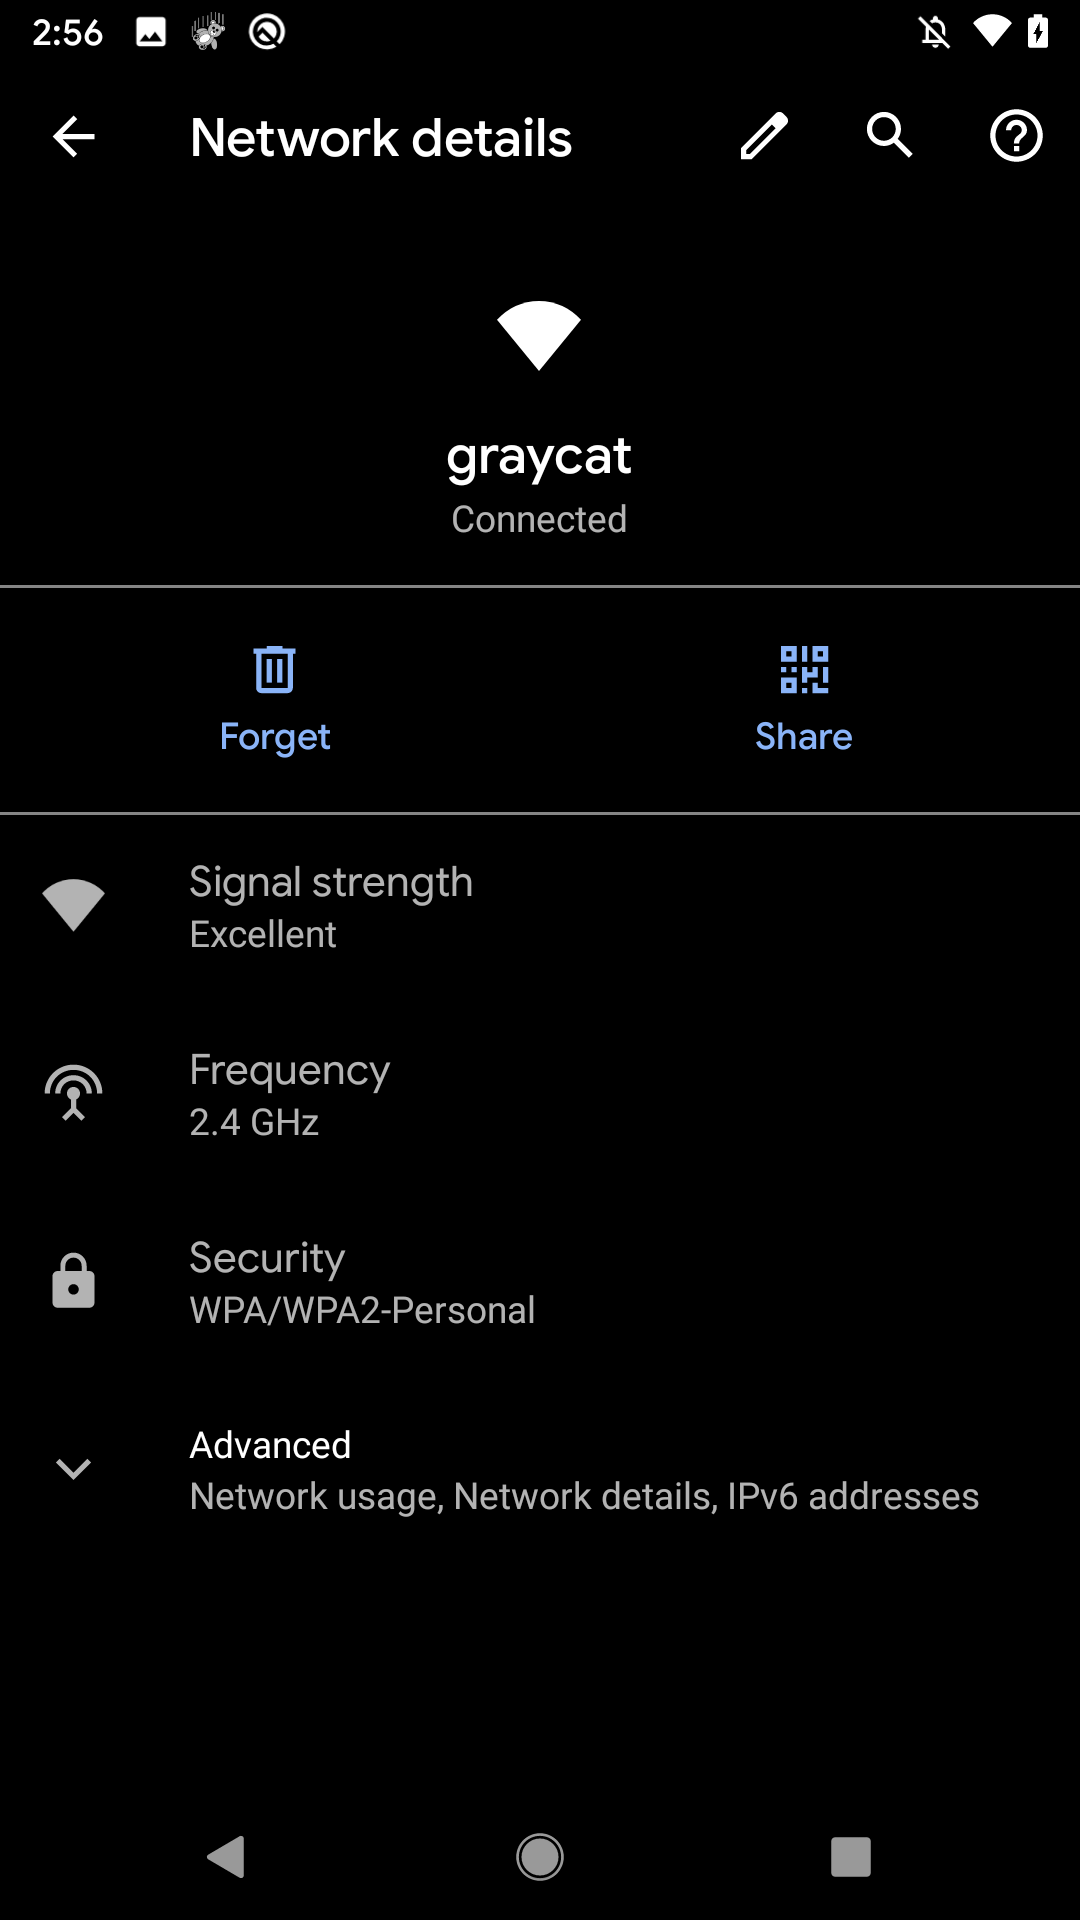 2:56
Network details
graycat
Connected
Forget
Share
Signal strength
Excellent
Frequency
2.4 GHz
Security
WPA/WPA2-Personal
Advanced
Network usage, Network details, IPv6 addresses